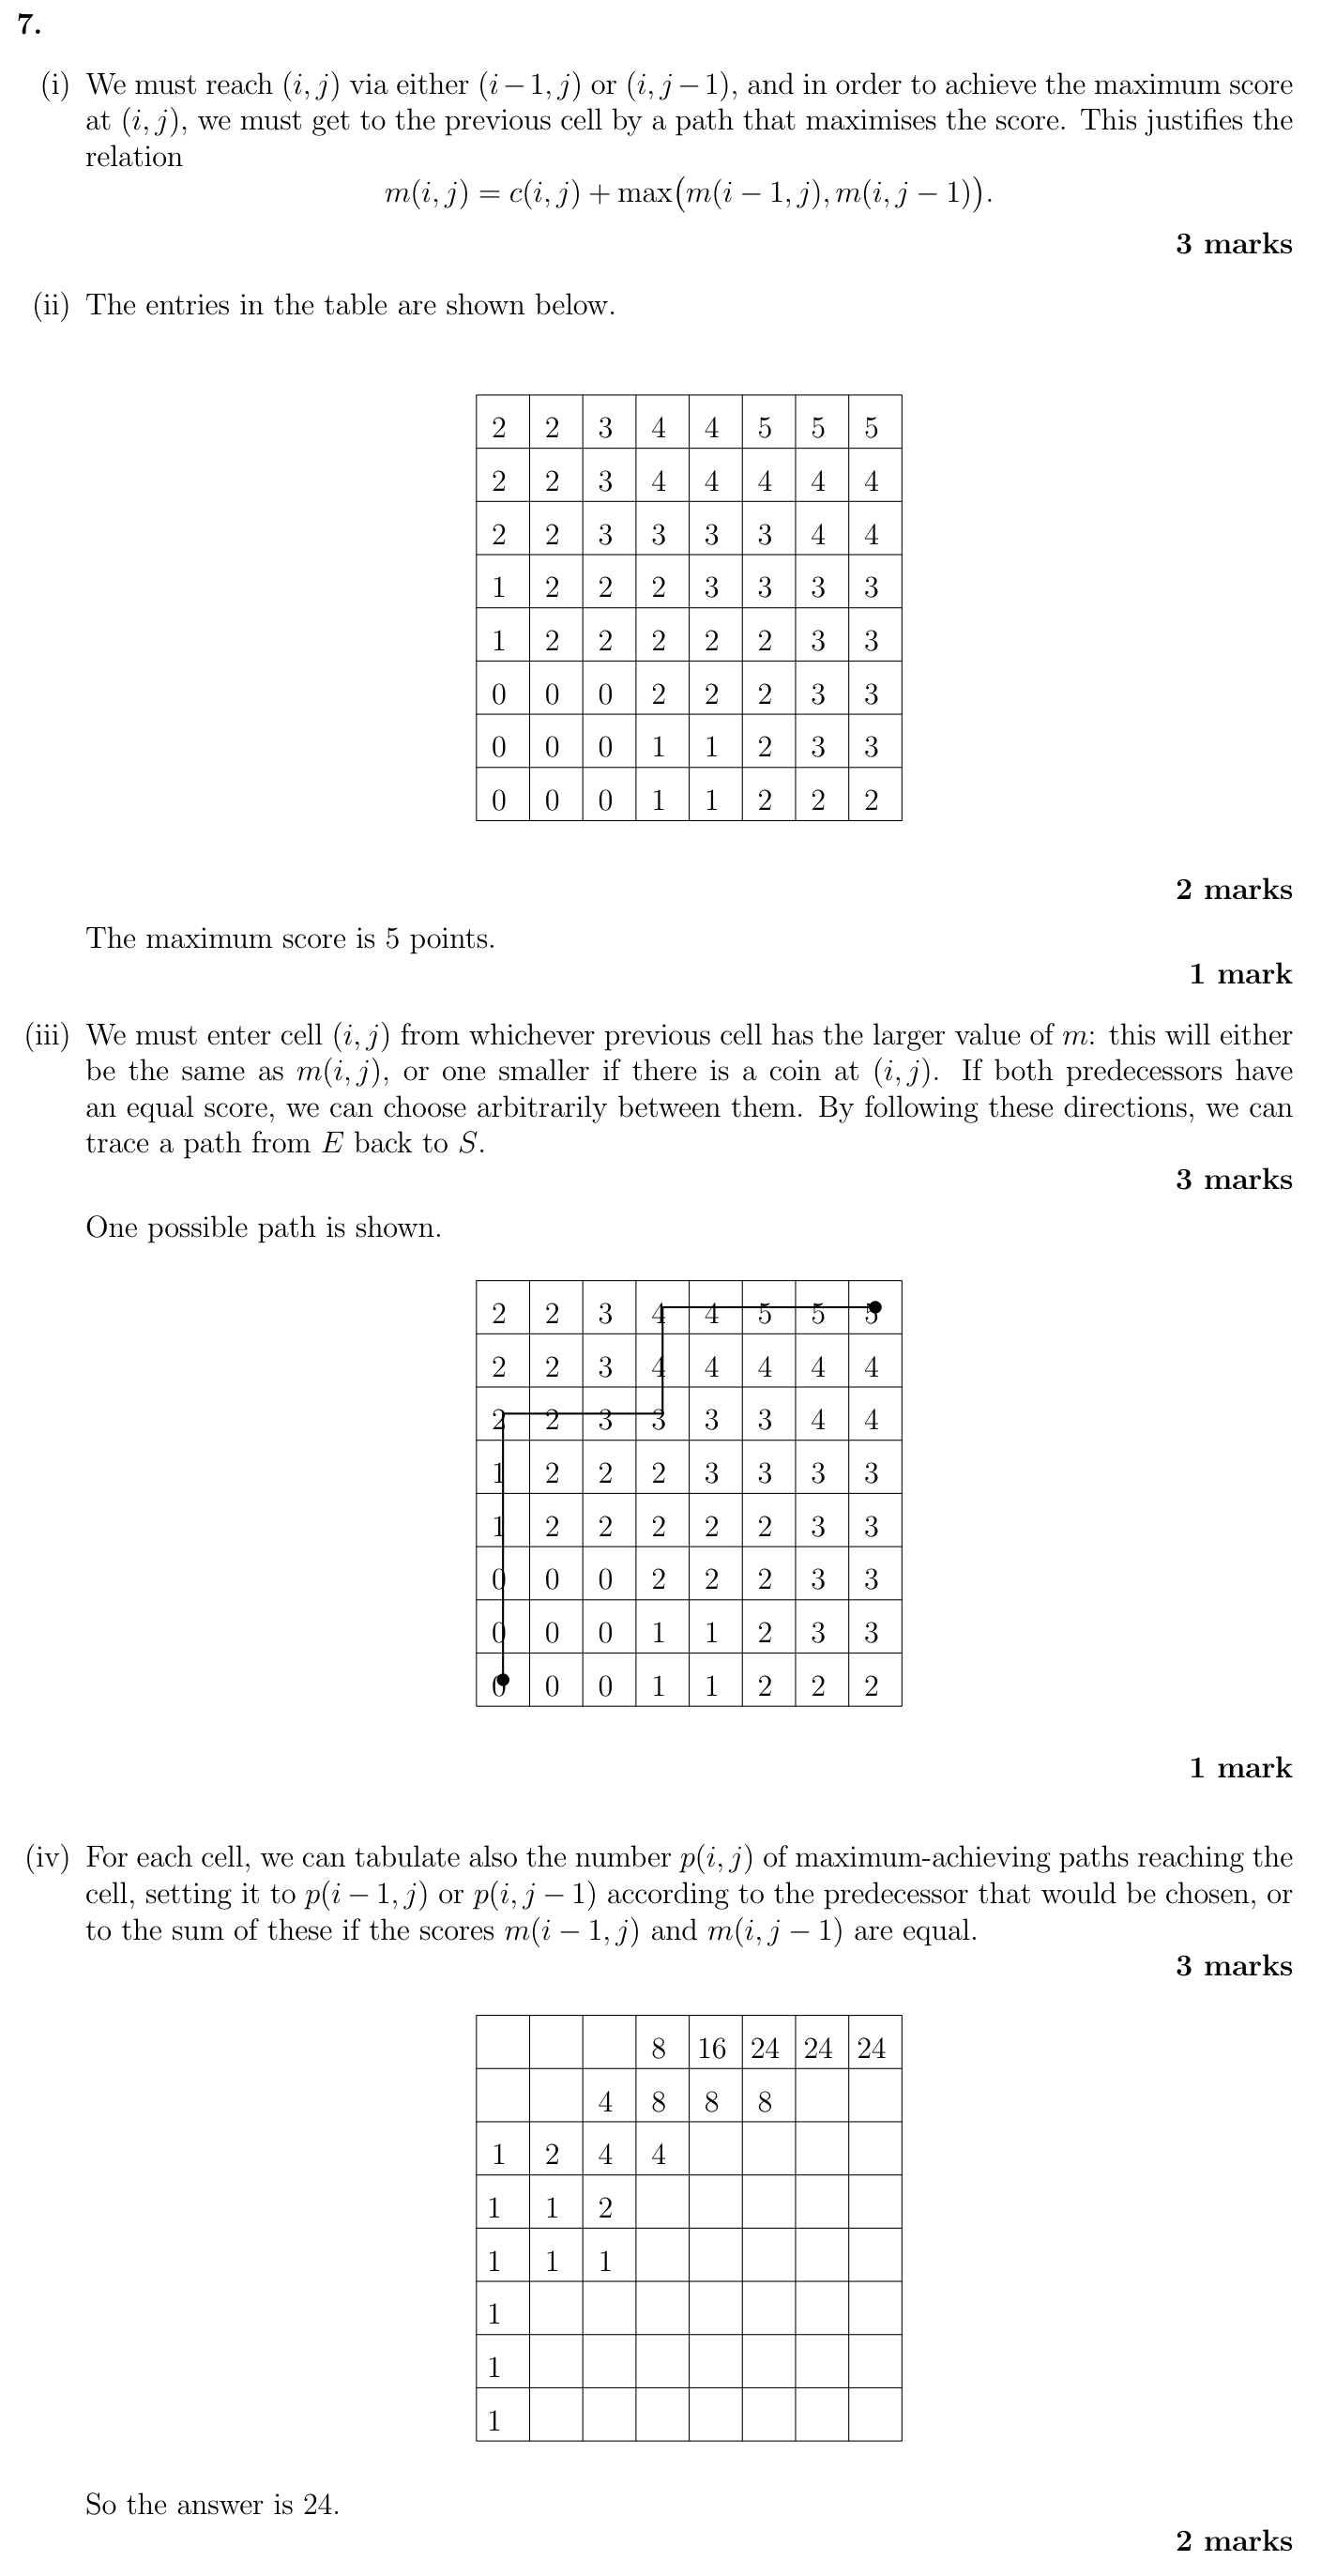 7.
(i) We must reach (i, j) via either (i − 1, j) or (i, j − 1), and in order to achieve the maximum score
at (i, j), we must get to the previous cell by a path that maximises the score. This justifies the
relation
m(i, j) = c(i, j) + max(m(i − 1, j), m(i, j − 1)).
3 marks
(ii) The entries in the table are shown below.
2 2 3 4 4 5 5 5
2 2 3 4 4 4 4 4
2 2 3 3 3 3 4 4
1 2 2 2 3 3 3 3
1 2 2 2 2 2 3 3
0 0 0 2 2 2 3 3
0 0 0 1 1 2 3 3
0 0 0 1 1 2 2 2
2 marks
The maximum score is 5 points.
1 mark
(iii) We must enter cell (i, j) from whichever previous cell has the larger value of m: this will either
be the same as m(i, j), or one smaller if there is a coin at (i, j). If both predecessors have
an equal score, we can choose arbitrarily between them. By following these directions, we can
trace a path from E back to S.
3 marks
One possible path is shown.
2 2 3 4 4 5 5 5
2 2 3 4 4 4 4 4
2 2 3 3 3 3 4 4
1 2 2 2 3 3 3 3
1 2 2 2 2 2 3 3
0 0 0 2 2 2 3 3
0 0 0 1 1 2 3 3
0 0 0 1 1 2 2 2
1 mark
(iv) For each cell, we can tabulate also the number p(i, j) of maximum-achieving paths reaching the
cell, setting it to p(i − 1, j) or p(i, j − 1) according to the predecessor that would be chosen, or
to the sum of these if the scores m(i − 1, j) and m(i, j − 1) are equal.
3 marks
8 16 24 24 24
4 8 8 8
1 2 4 4
1 1 2
1 1 1
1
1
1
So the answer is 24.
2 marks